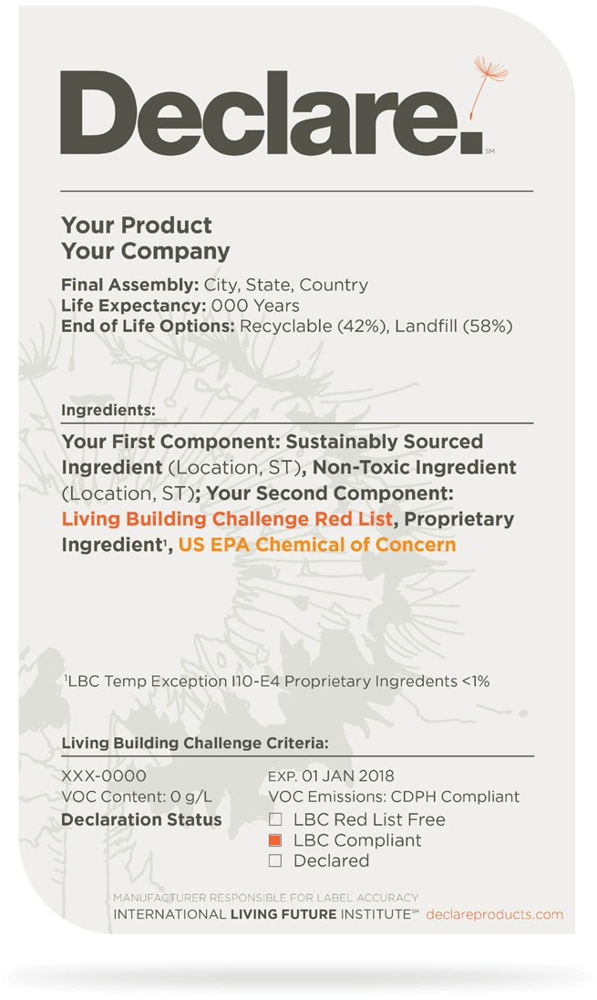 Declare.
SM
Your Product
Your Company
Final Assembly: City, State, Country
Life Expectancy: 000 Years
End of Life Options: Recyclable (42%), Landfill (58%)
Ingredients:
Your First Component: Sustainably Sourced
Ingredient (Location, ST), Non-Toxic Ingredient
(Location, ST); Your Second Component:
Living Building Challenge Red List, Proprietary
Ingredient¹, US EPA Chemical of Concern
¹LBC Temp Exception I10-E4 Proprietary Ingredents <1%
Living Building Challenge Criteria:
XXX-0000 EXP. 01 JAN 2018
VOC Content: 0 g/L VOC Emissions: CDPH Compliant
Declaration Status LBC Red List Free
LBC Compliant
Declared
MANUFACTURER RESPONSIBLE FOR LABEL ACCURACY
INTERNATIONAL LIVING FUTURE INSTITUTE℠ declareproducts.com